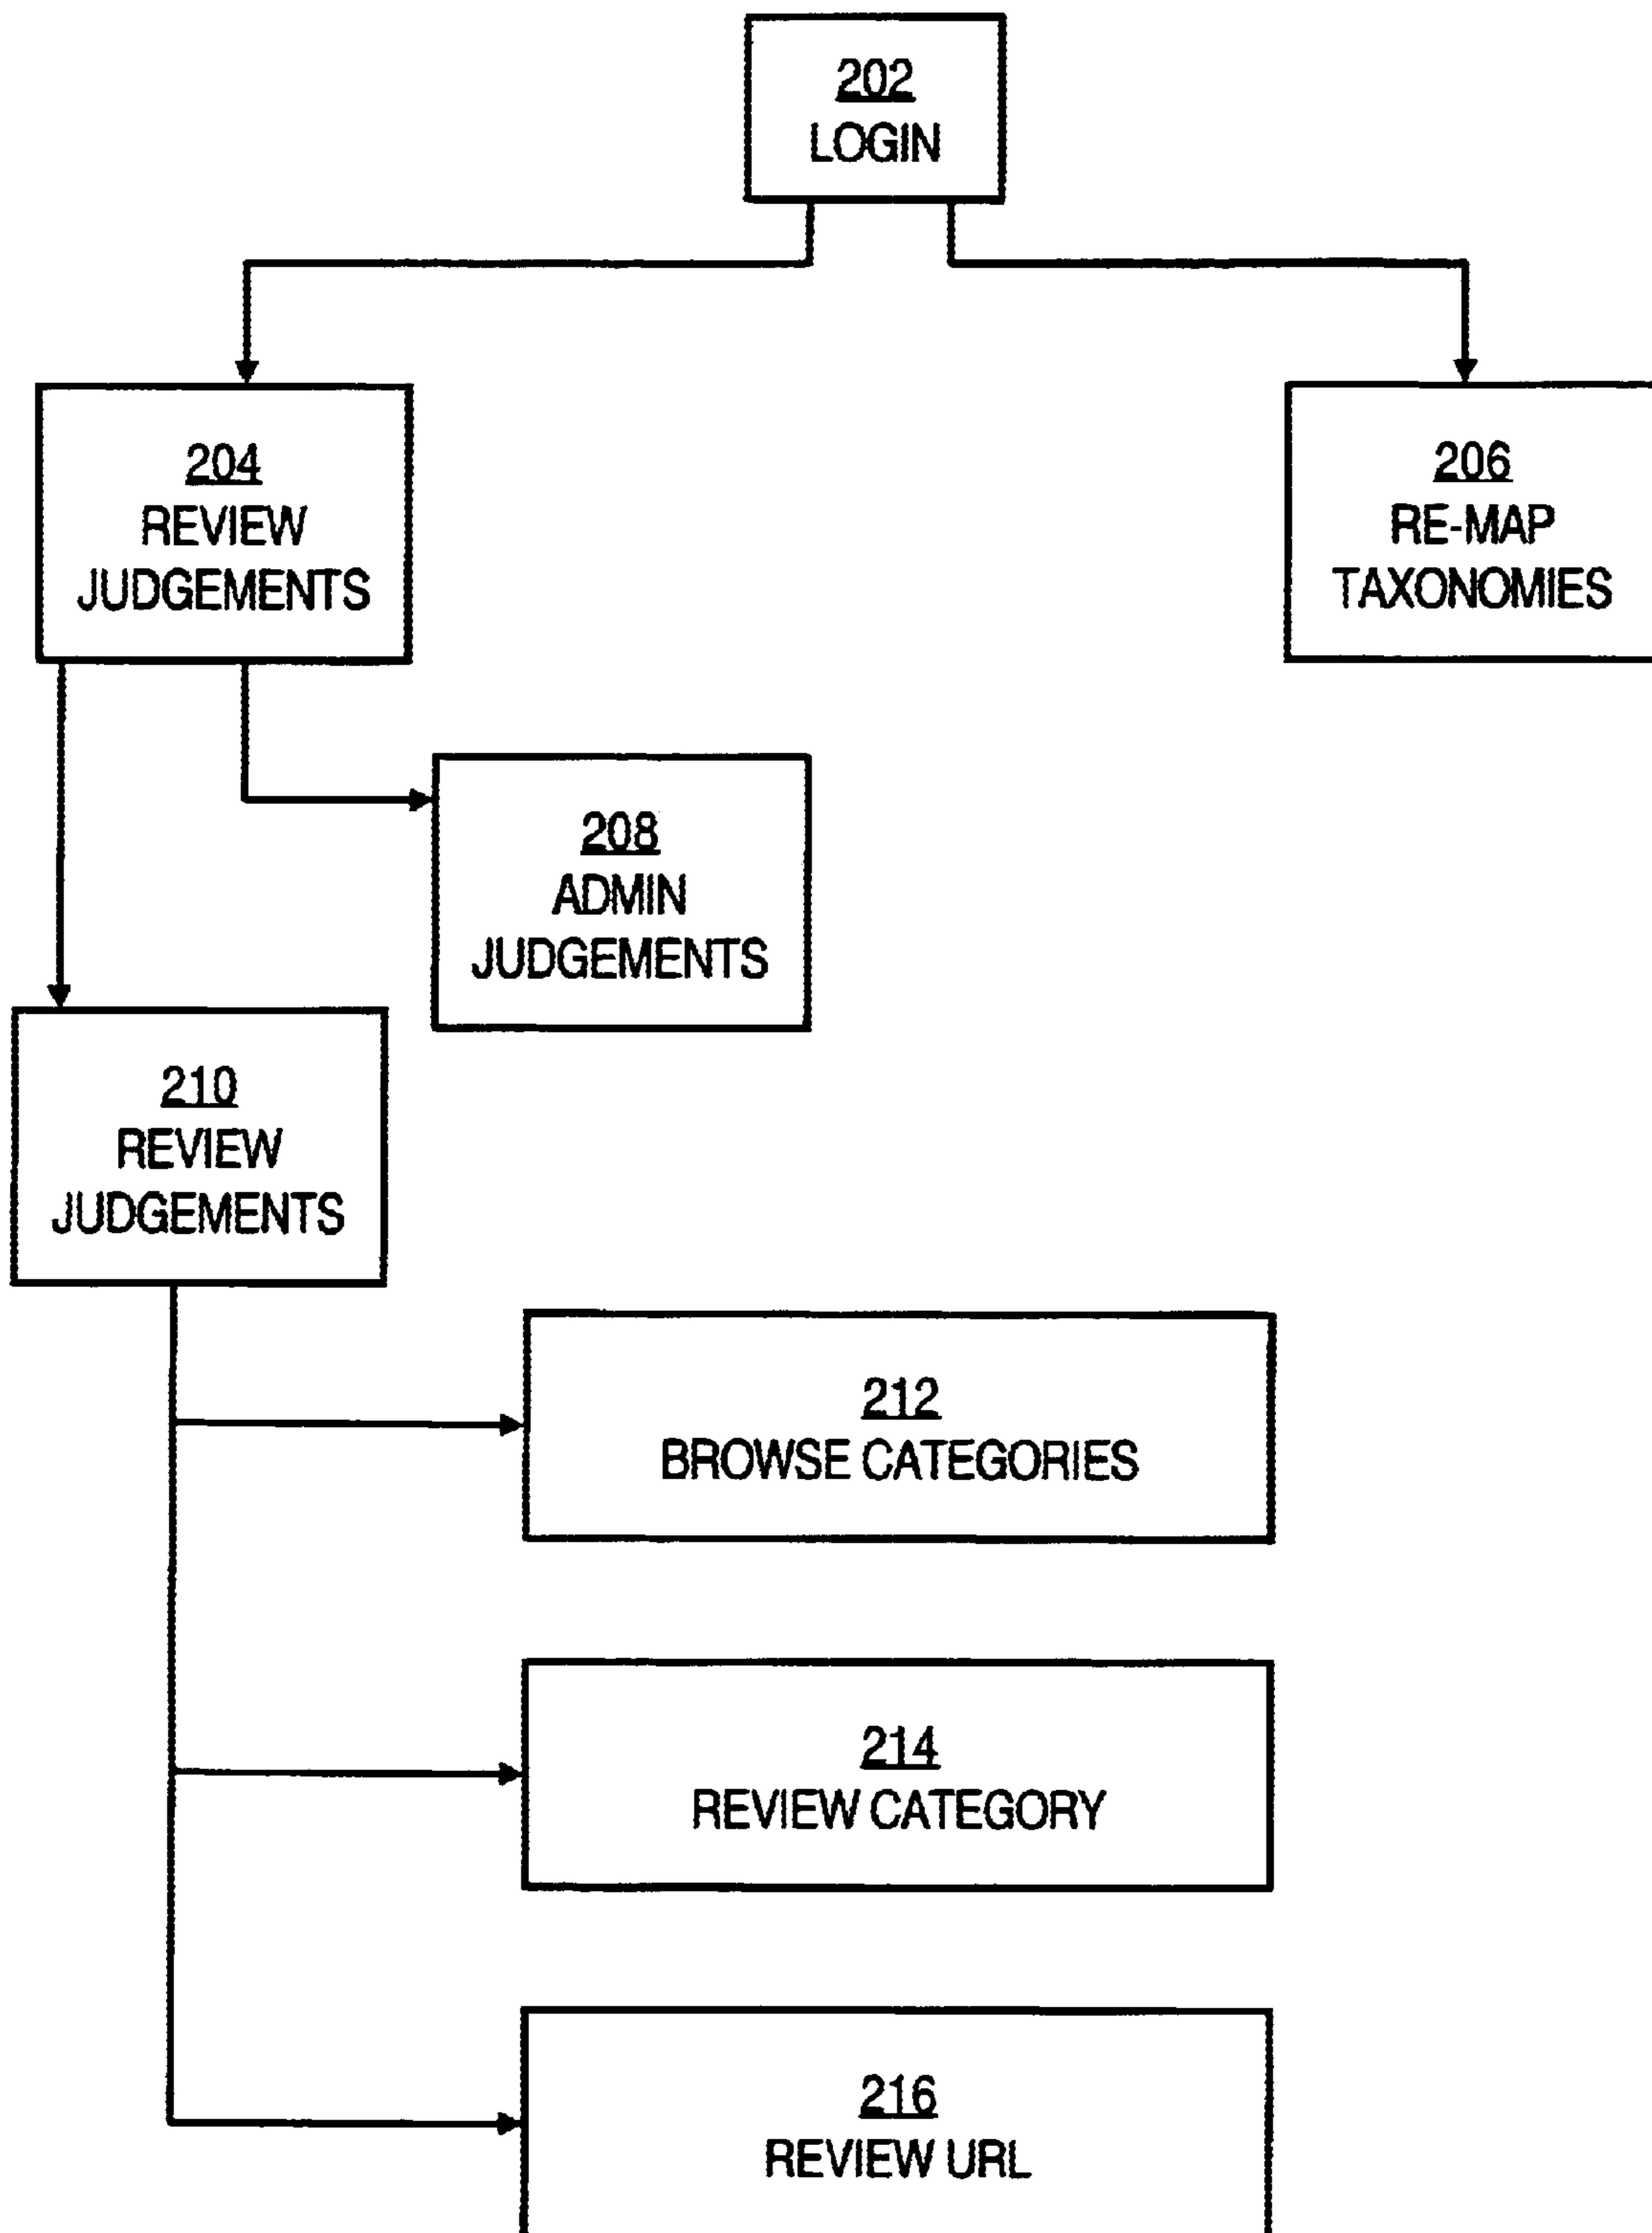 202
LOGIN
204
REVIEW
JUDGEMENTS
206
RE-MAP
TAXONOMIES
208
ADMIN
JUDGEMENTS
210
REVIEW
JUDGEMENTS
212
BROWSE CATEGORIES
214
REVIEW CATEGORY
216
REVIEW URL